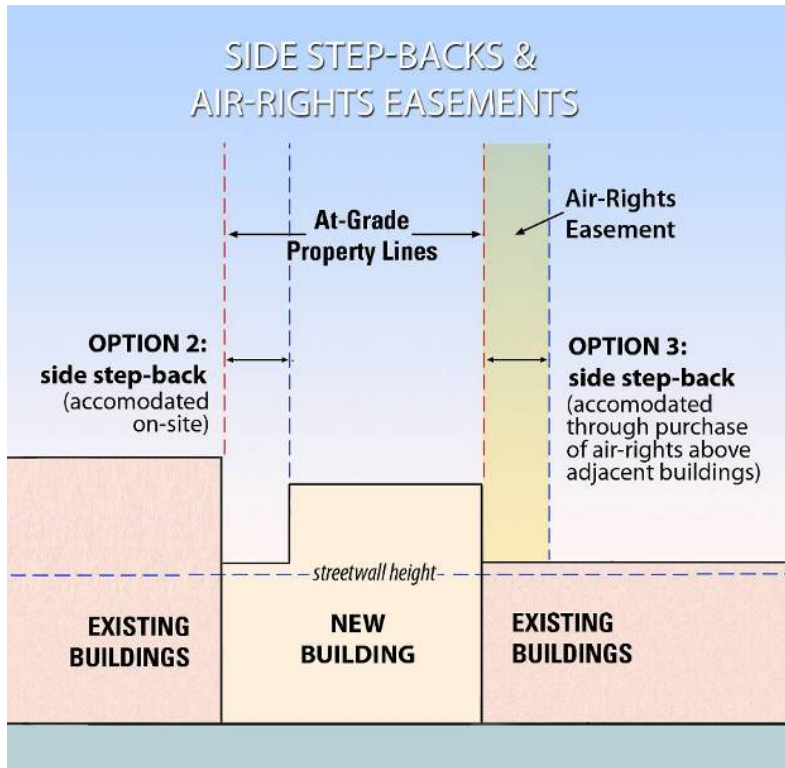 SIDE STEP-BACKS &
AIR-RIGHTS EASEMENTS
At-Grade
Property Lines
Air-Rights
Easement
OPTION 2:
side step-back
(accomodated
on-site)
OPTION 3:
side step-back
(accomodated
through purchase
of air-rights above
adjacent buildings)
streetwall height
EXISTING
BUILDINGS
NEW
BUILDING
EXISTING
BUILDINGS